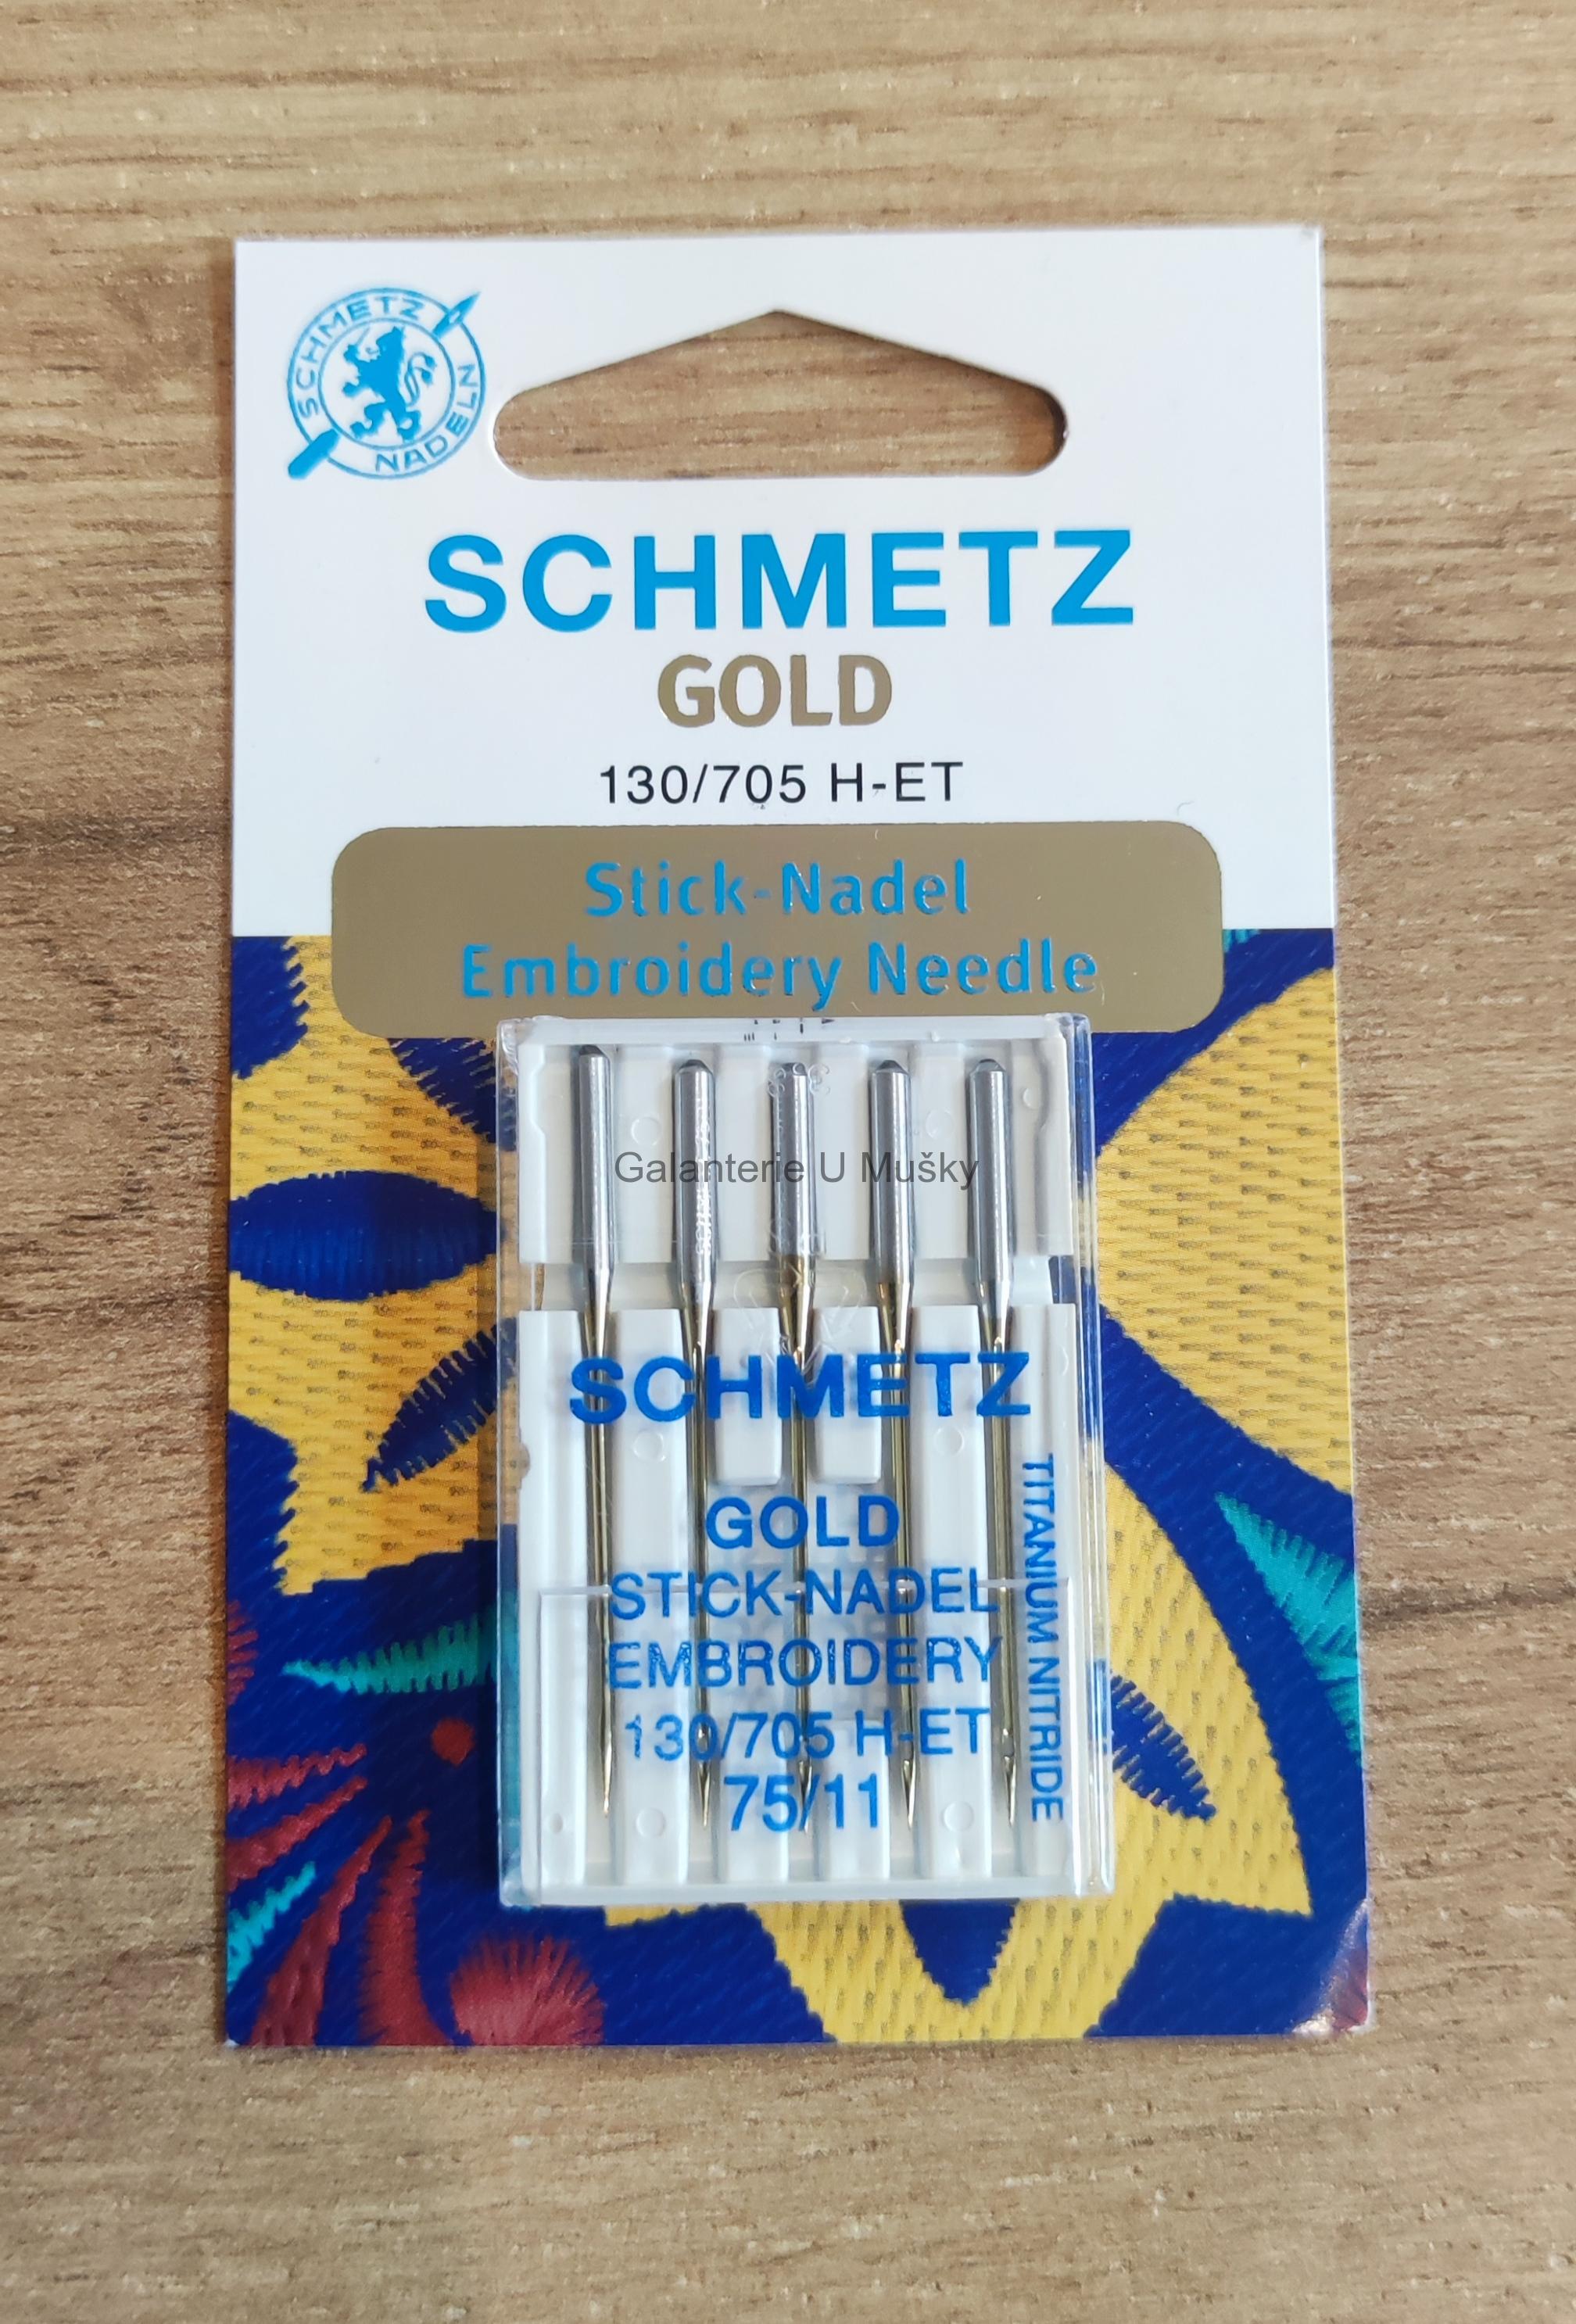 SCHMETZ
NADELN
SCHMETZ
GOLD
130/705 H-ET
Stick-Nadel
Embroidery Needle
Galanterie U Mušky
SCHMETZ
GOLD
STICK-NADEL
EMBROIDERY
130/705 H-ET
75/11
TITANIUM NITRIDE